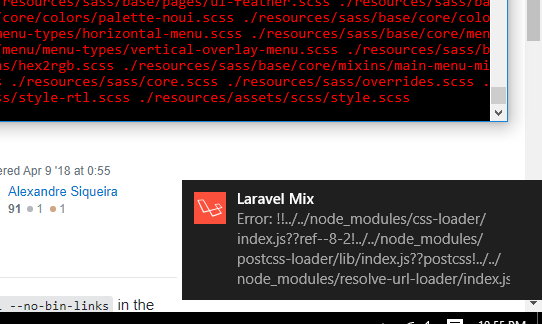 /resources/sass/base/pages/ui-feather.scss ./resources/sass/
/core/colors/palette-noui.scss ./resources/sass/base/core/colo
menu-types/horizontal-menu.scss ./resources/sass/base/core/men
/menu/menu-types/vertical-overlay-menu.scss ./resources/sass/b
ns/hex2rgb.scss ./resources/sass/base/core/mixins/main-menu-mi
s ./resources/sass/core.scss ./resources/sass/overrides.scss .
ss/style-rtl.scss ./resources/assets/scss/style.scss
ered Apr 9 '18 at 0:55
Alexandre Siqueira
91 1 1
Laravel Mix
Error: !!../../node_modules/css-loader/
index.js??ref--8-2!../../node_modules/
postcss-loader/lib/index.js??postcss!../../
node_modules/resolve-url-loader/index.js
--no-bin-links in the